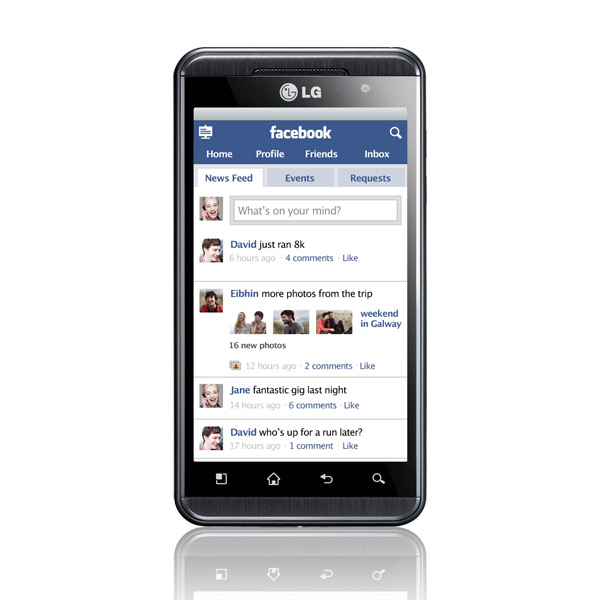 LG
facebook
Home Profile Friends Inbox
News Feed Events Requests
What's on your mind?
David just ran 8k
6 hours ago · 4 comments · Like
Eibhin more photos from the trip
weekend
in Galway
16 new photos
12 hours ago · 2 comments · Like
Jane fantastic gig last night
14 hours ago · 6 comments · Like
David who's up for a run later?
17 hours ago · 1 comment · Like